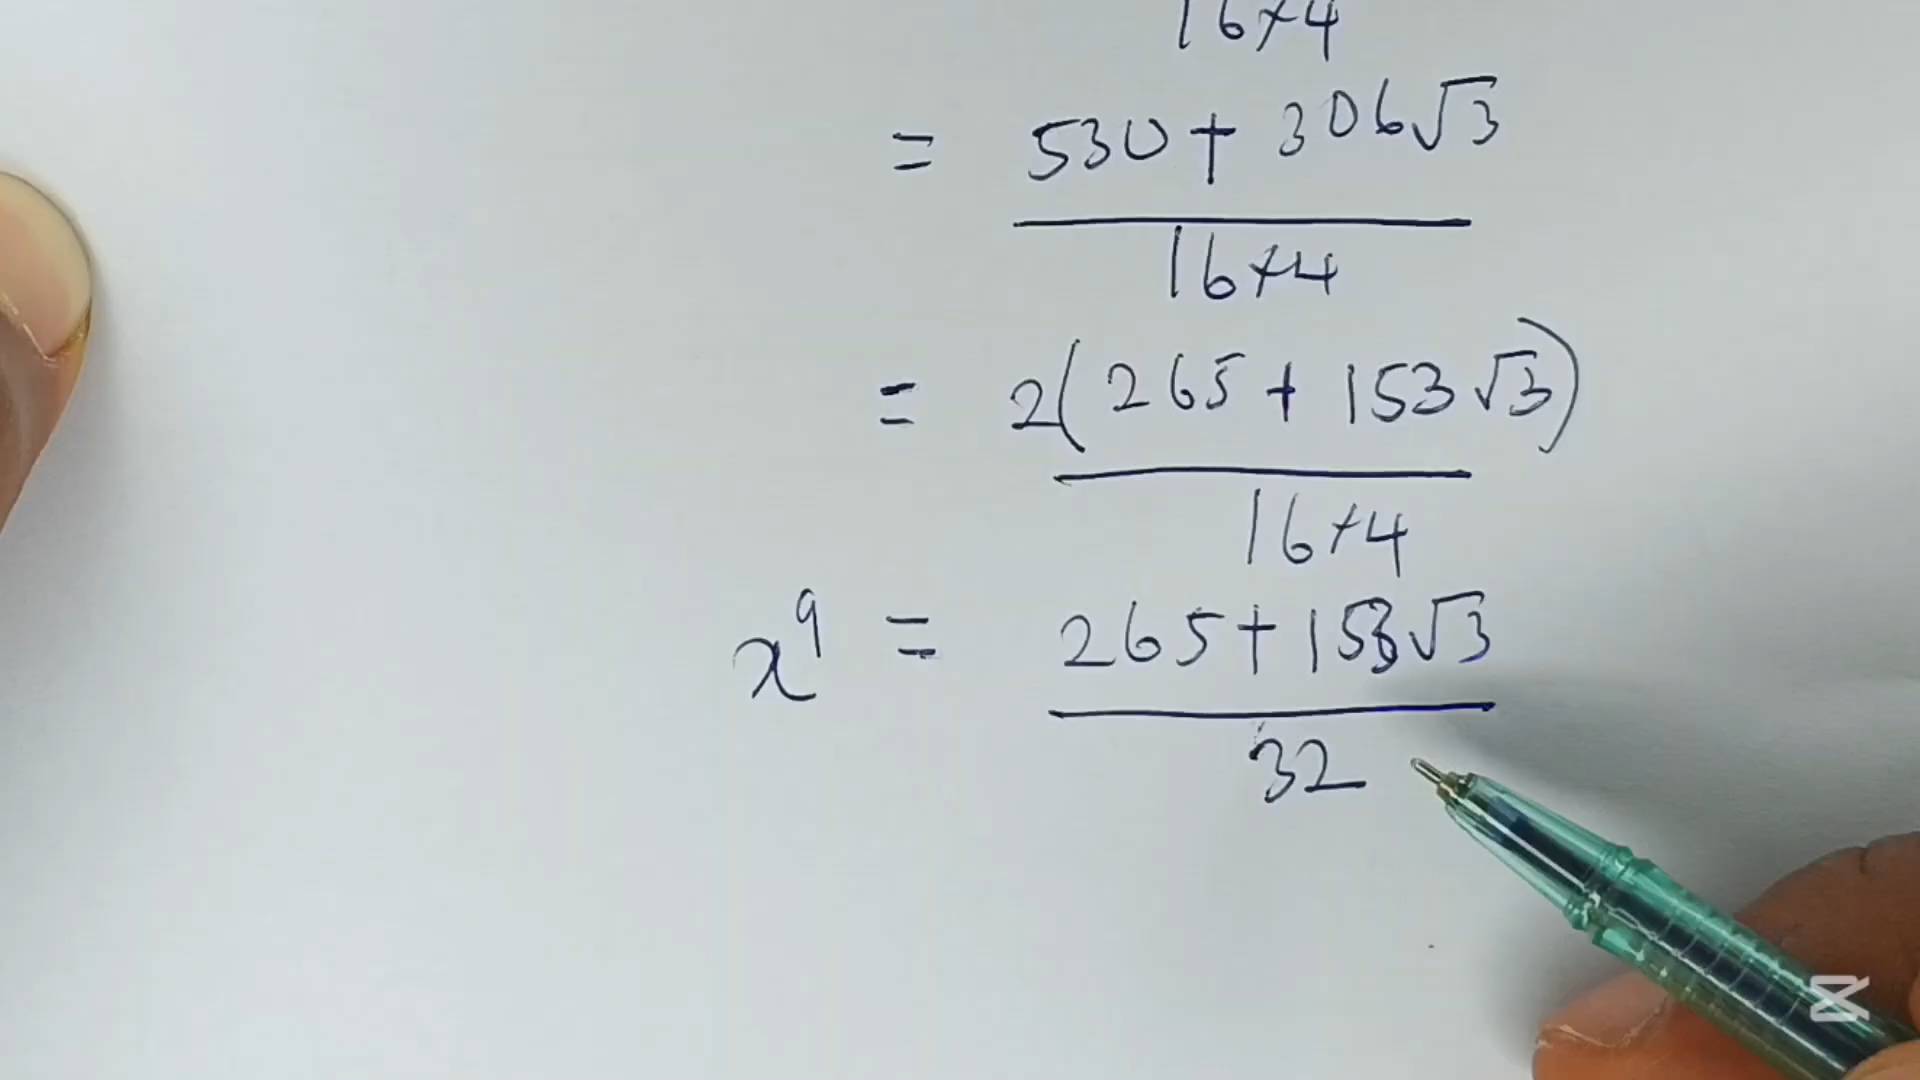 16×4
= 530 + 306√3
16×4
= 2(265 + 153√3)
16×4
x⁹ = 265 + 153√3
32